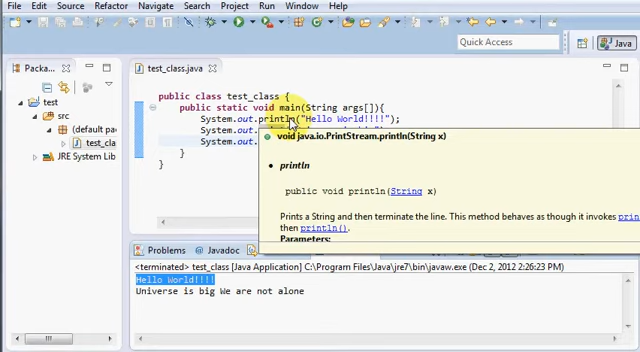 File Edit Source Refactor Navigate Search Project Run Window Help
Quick Access
Java
Packa...
test_class.java
test
src
(default pa
test_cla
JRE System Lib
public class test_class {
public static void main(String args[]){
System.out.println("Hello World!!!!");
System.out.
System.out.
}
}
void java.io.PrintStream.println(String x)
println
public void println(String x)
Prints a String and then terminate the line. This method behaves as though it invokes prin
then println().
Parameters:
Problems Javadoc
<terminated> test_class [Java Application] C:\Program Files\Java\jre7\bin\javaw.exe (Dec 2, 2012 2:26:23 PM)
Hello World!!!!
Universe is big We are not alone